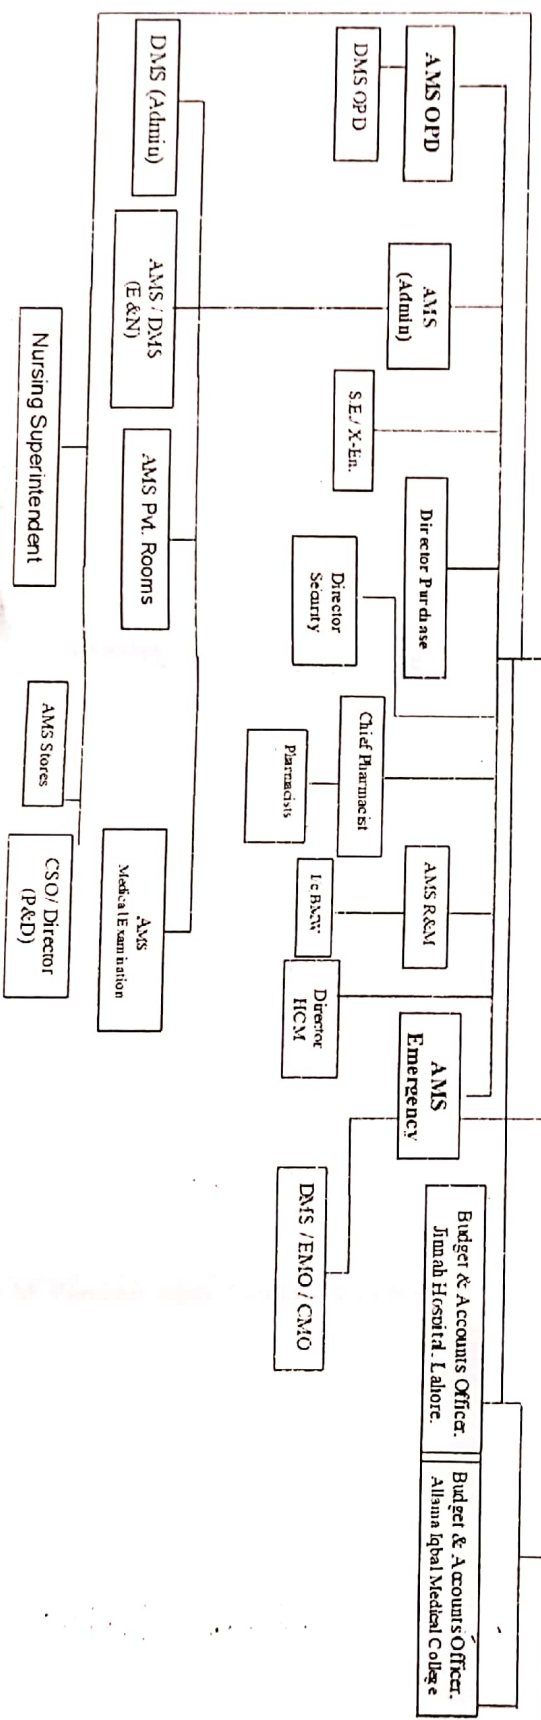 AMS OPD
DMS OPD
AMS
(Admin)
S.E./ X-En.
Director Purchase
Director
Security
Chief Pharmacist
Pharmacists
AMS R&M
I/c BMW
Director
HCM
AMS
Emergency
DMS / EMO / CMO
Budget & Accounts Officer.
Jinnah Hospital. Lahore.
Budget & Accounts Officer.
Allama Iqbal Medical College
DMS (Admin)
AMS / DMS
(E &N)
AMS Pvt. Rooms
AMS
Medical Examination
Nursing Superintendent
AMS Stores
CSO/ Director
(P&D)